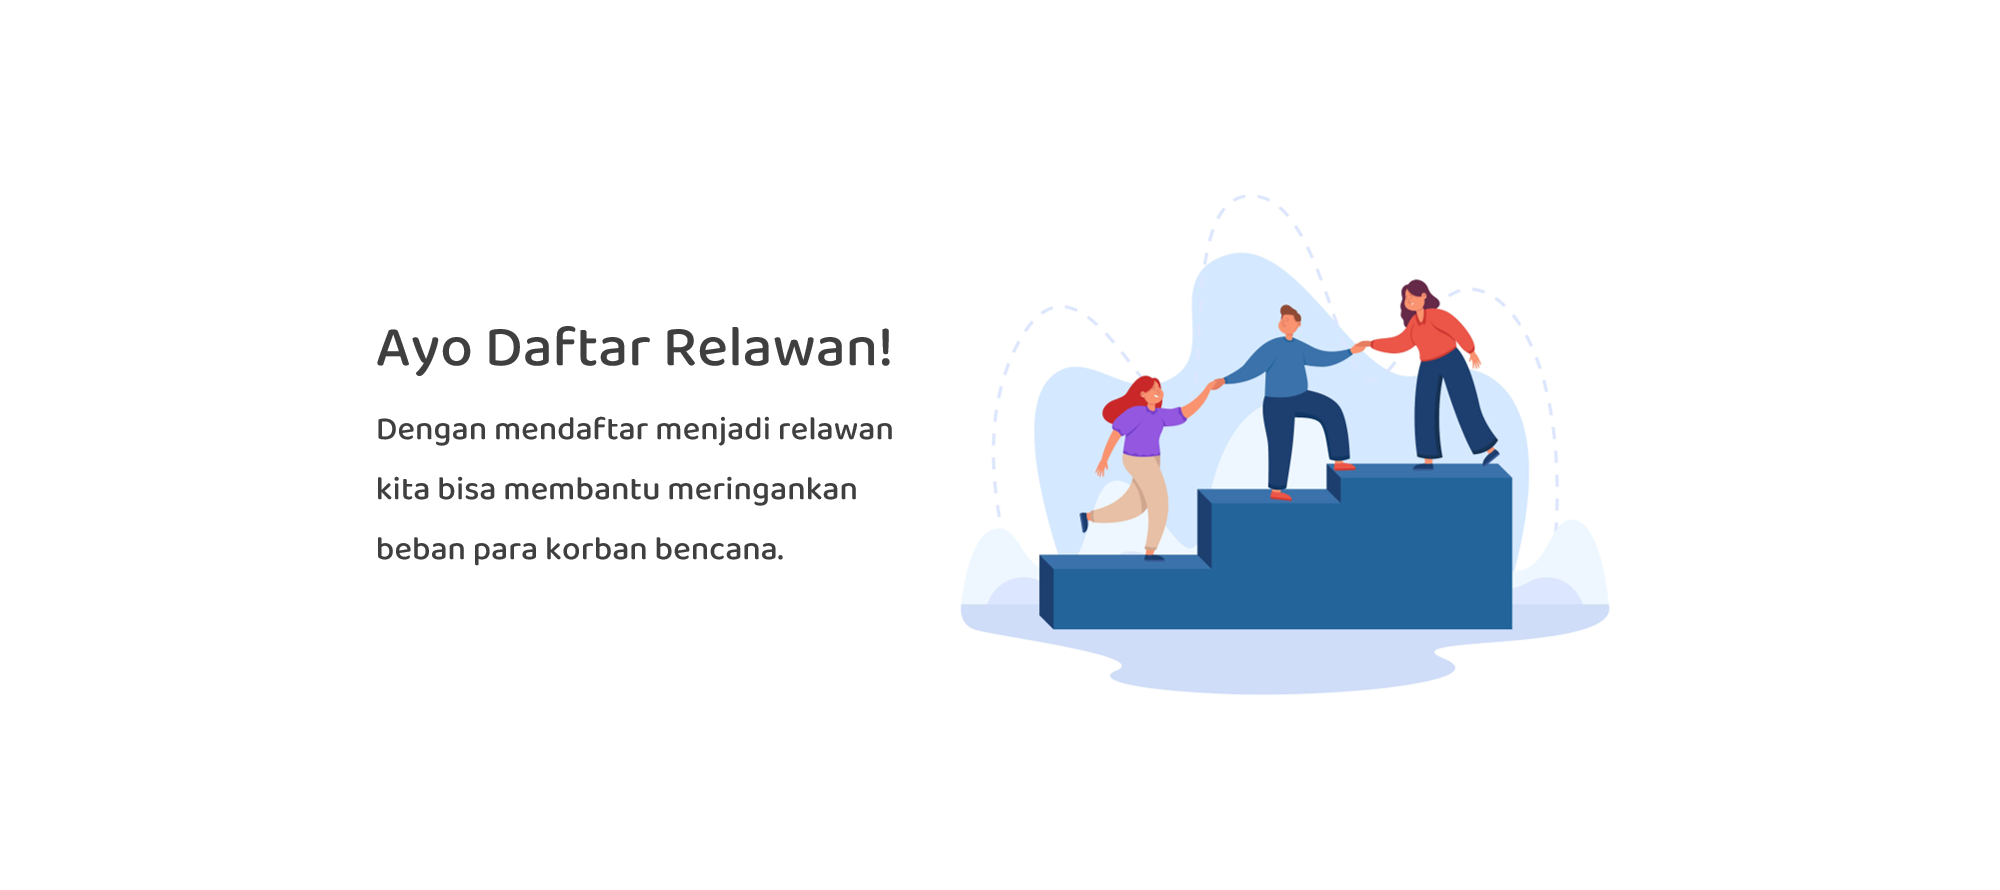 Ayo Daftar Relawan!
Dengan mendaftar menjadi relawan
kita bisa membantu meringankan
beban para korban bencana.